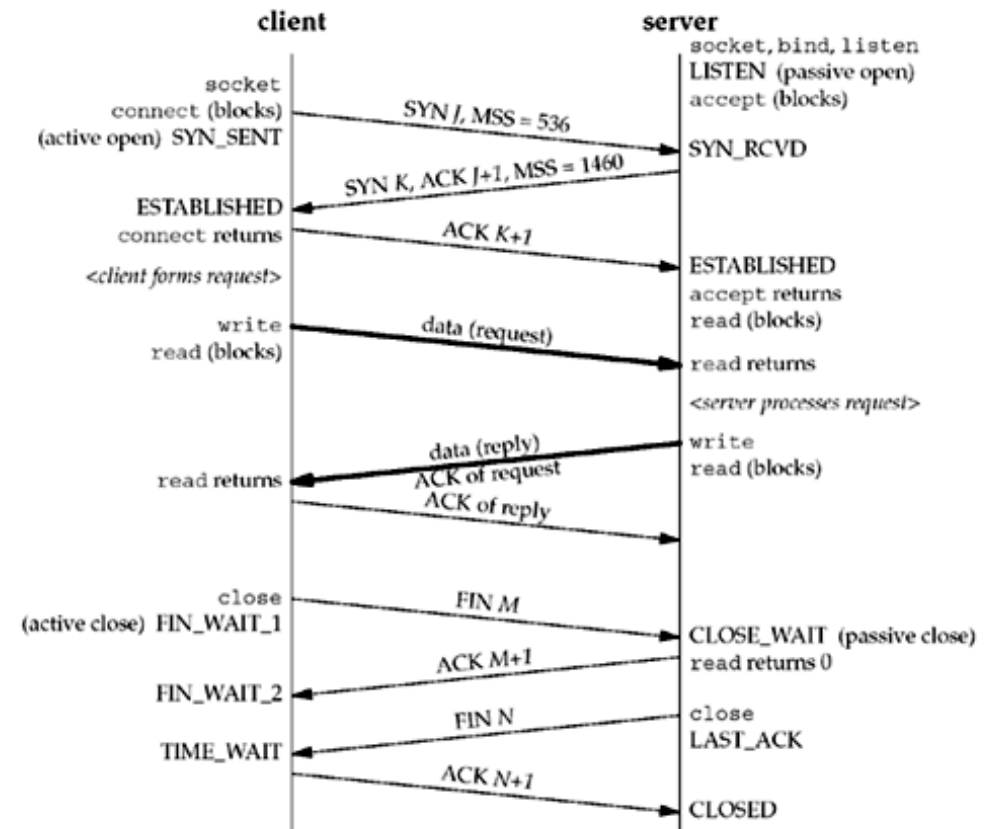 client
server
socket, bind, listen
LISTEN (passive open)
accept (blocks)
socket
connect (blocks)
(active open) SYN_SENT
SYN J, MSS = 536
SYN_RCVD
SYN K, ACK J+1, MSS = 1460
ESTABLISHED
connect returns
ACK K+1
<client forms request>
ESTABLISHED
accept returns
read (blocks)
write
read (blocks)
data (request)
read returns
<server processes request>
write
read (blocks)
data (reply)
ACK of request
read returns
ACK of reply
close
(active close) FIN_WAIT_1
FIN M
CLOSE_WAIT (passive close)
read returns 0
ACK M+1
FIN_WAIT_2
close
LAST_ACK
FIN N
TIME_WAIT
ACK N+1
CLOSED